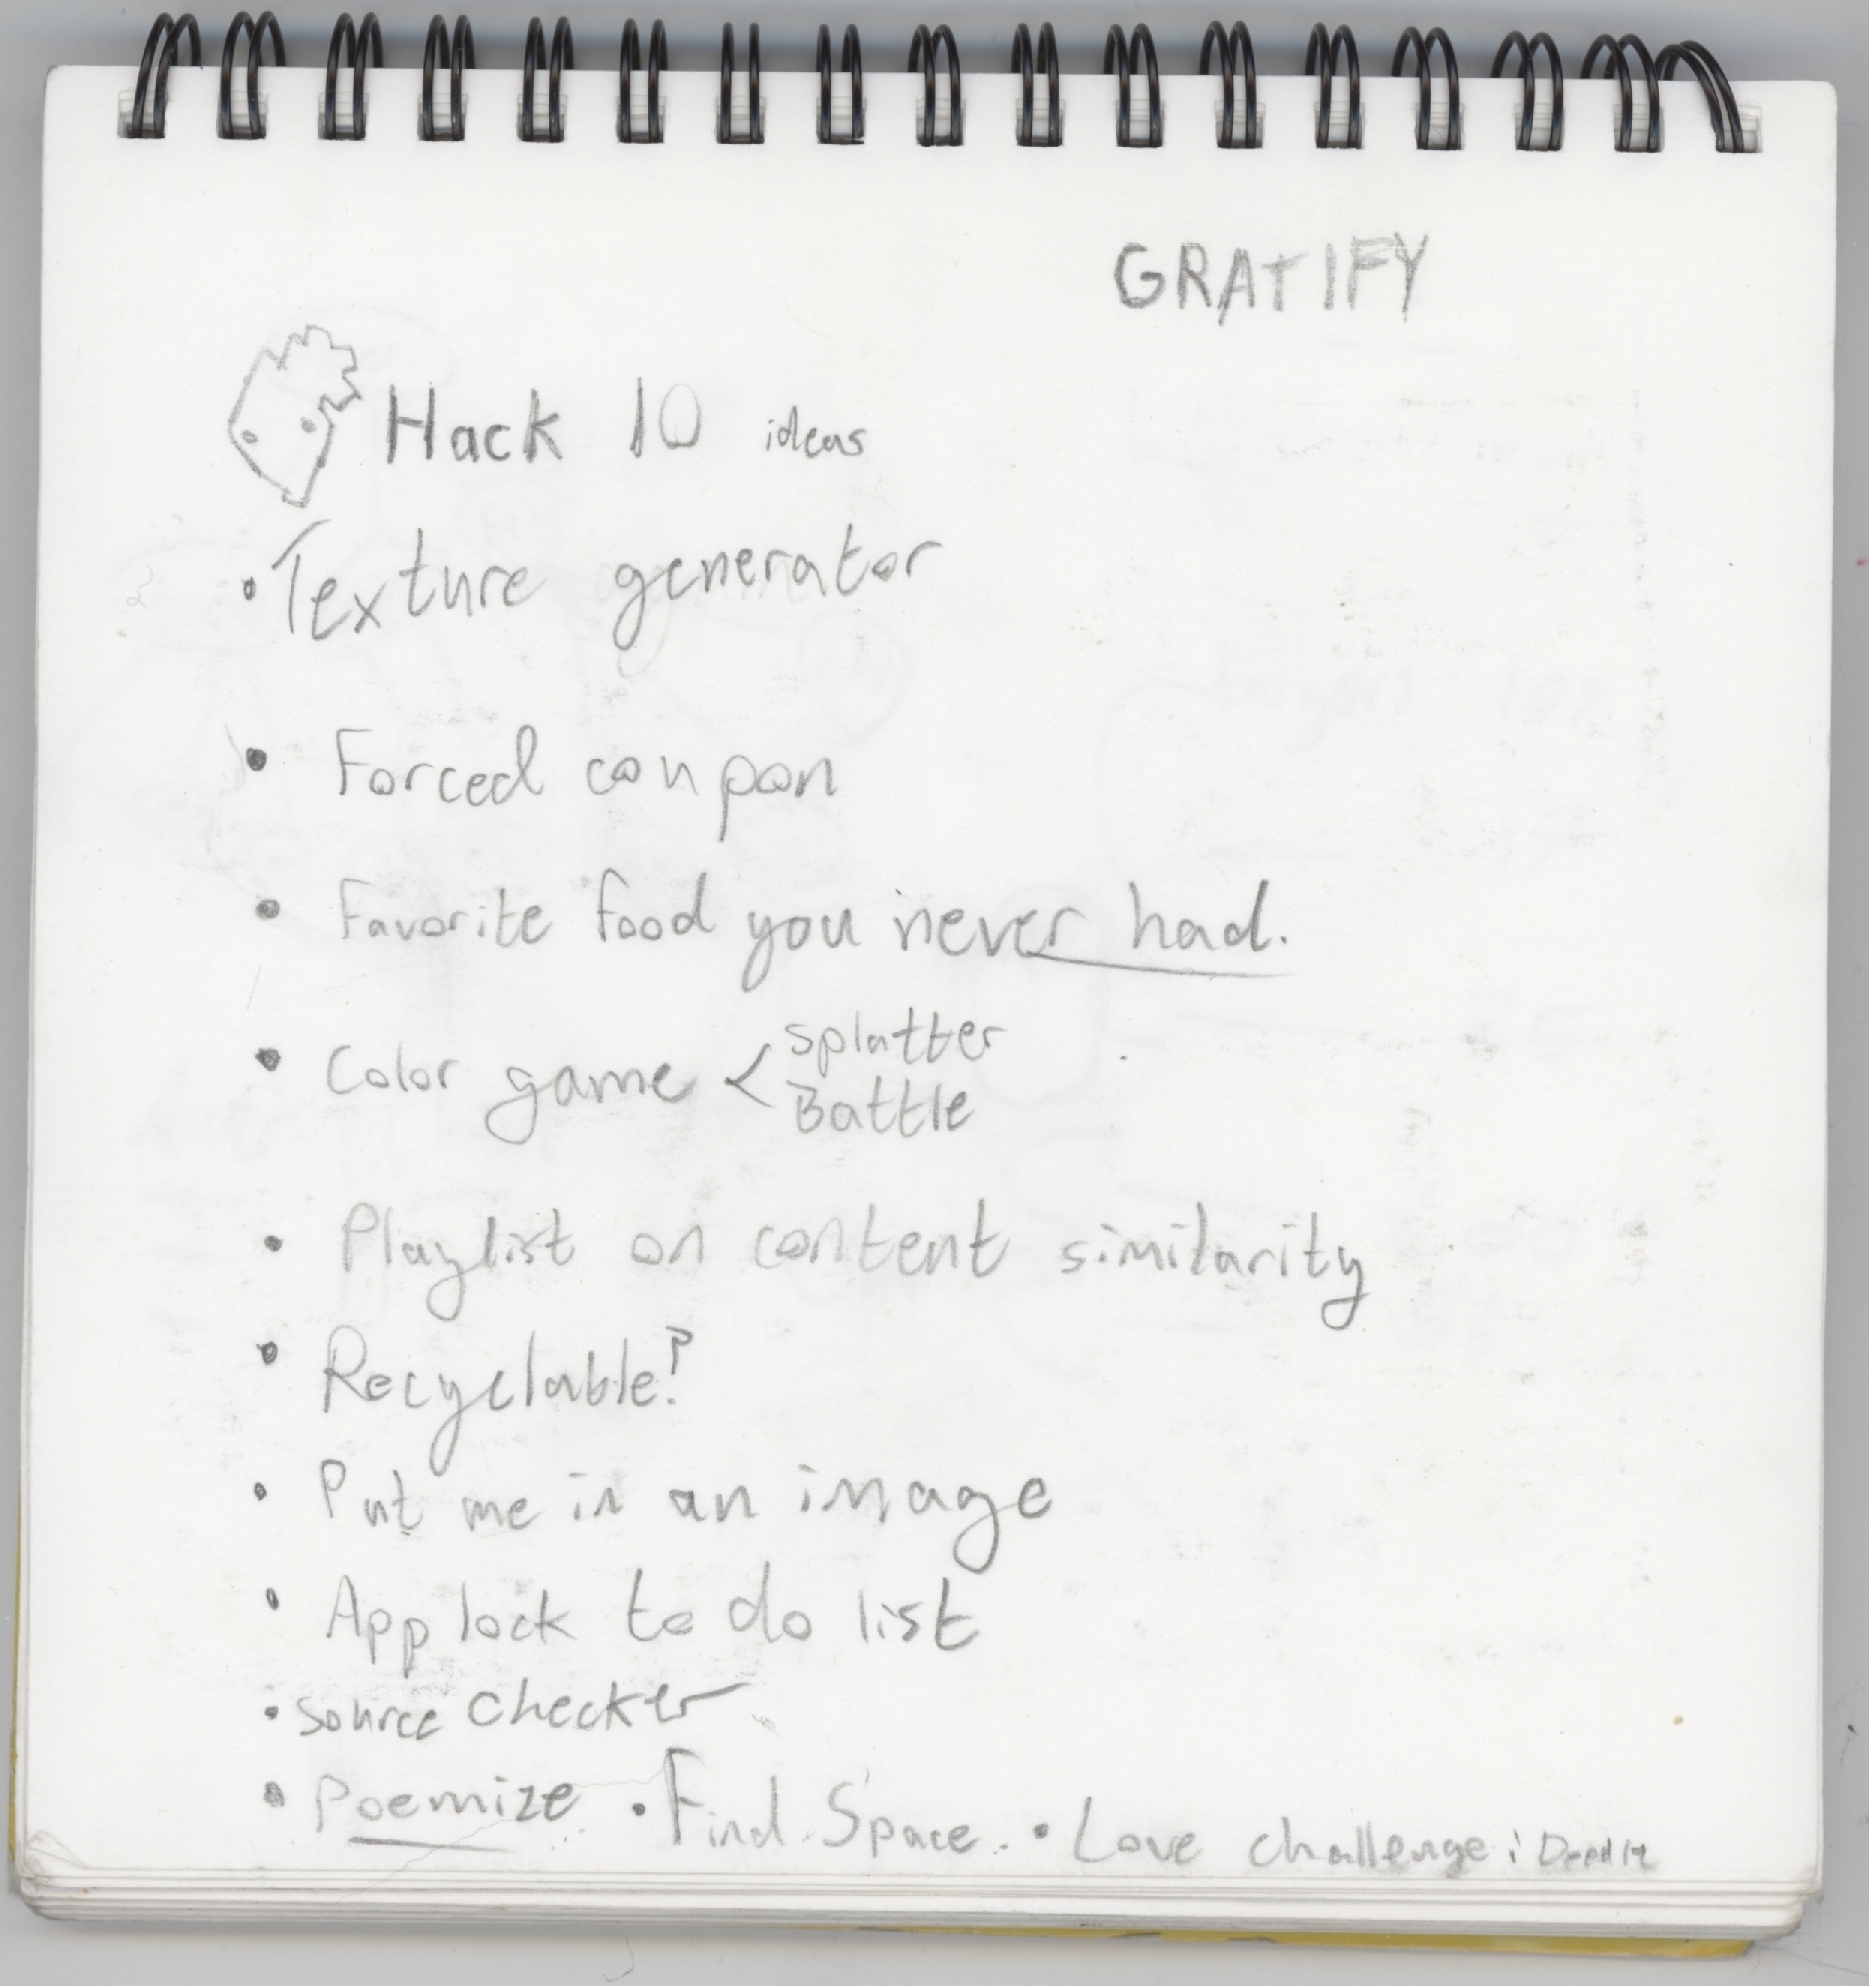 GRATIFY
Hack 10 ideas
• Texture generator
• Forced coupon
• Favorite food you never had.
• Color game < splatter
Battle
• Playlist on content similarity
• Recyclable?
• Put me in an image
• App lock to do list
• source checker
• Poemize • Find Space • Love challenge: